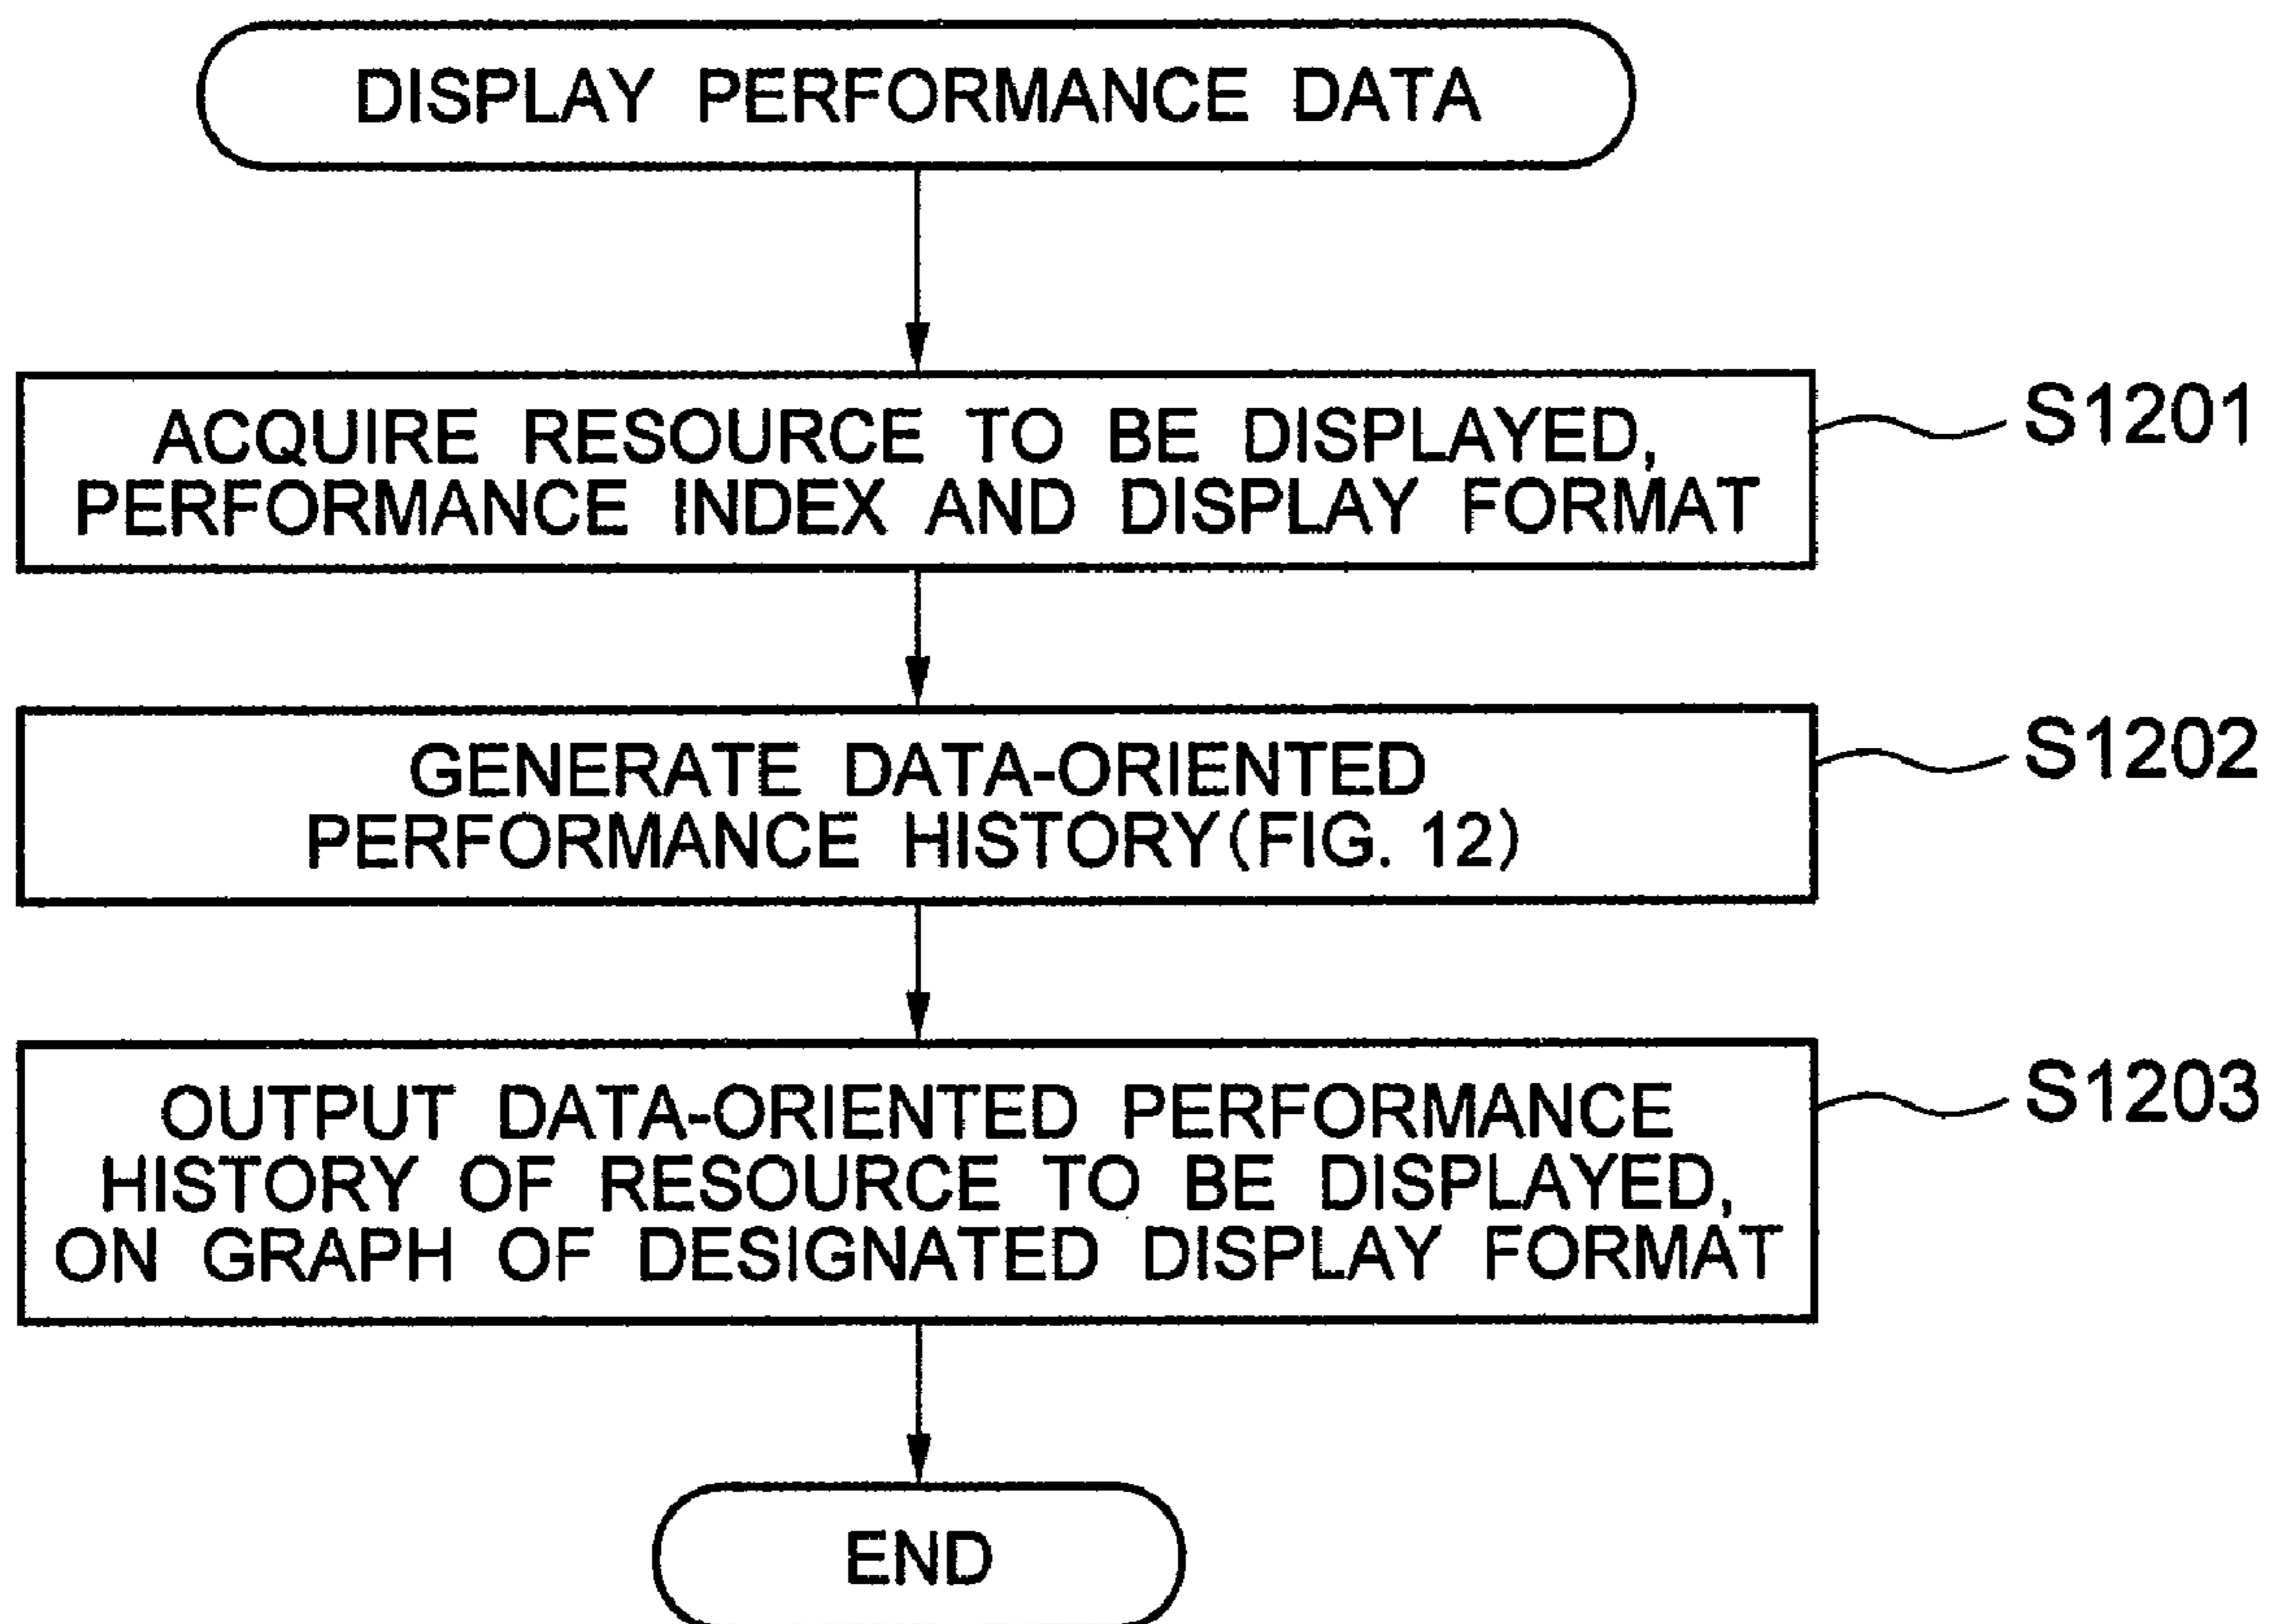 DISPLAY PERFORMANCE DATA
ACQUIRE RESOURCE TO BE DISPLAYED,
PERFORMANCE INDEX AND DISPLAY FORMAT
S1201
GENERATE DATA-ORIENTED
PERFORMANCE HISTORY(FIG. 12)
S1202
OUTPUT DATA-ORIENTED PERFORMANCE
HISTORY OF RESOURCE TO BE DISPLAYED,
ON GRAPH OF DESIGNATED DISPLAY FORMAT
S1203
END